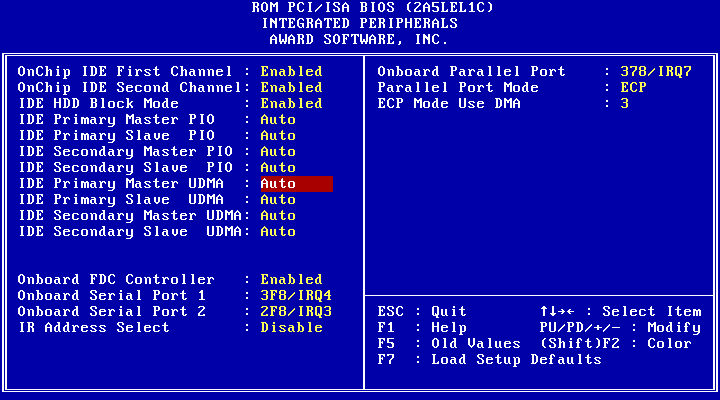 ROM PCI/ISA BIOS (2A5LEL1C)
INTEGRATED PERIPHERALS
AWARD SOFTWARE, INC.
OnChip IDE First Channel : Enabled
OnChip IDE Second Channel: Enabled
IDE HDD Block Mode : Enabled
IDE Primary Master PIO : Auto
IDE Primary Slave PIO : Auto
IDE Secondary Master PIO : Auto
IDE Secondary Slave PIO : Auto
IDE Primary Master UDMA : Auto
IDE Primary Slave UDMA : Auto
IDE Secondary Master UDMA: Auto
IDE Secondary Slave UDMA: Auto
Onboard FDC Controller : Enabled
Onboard Serial Port 1 : 3F8/IRQ4
Onboard Serial Port 2 : 2F8/IRQ3
IR Address Select : Disable
Onboard Parallel Port : 378/IRQ7
Parallel Port Mode : ECP
ECP Mode Use DMA : 3
ESC : Quit ↑↓→← : Select Item
F1 : Help PU/PD/+/- : Modify
F5 : Old Values (Shift)F2 : Color
F7 : Load Setup Defaults